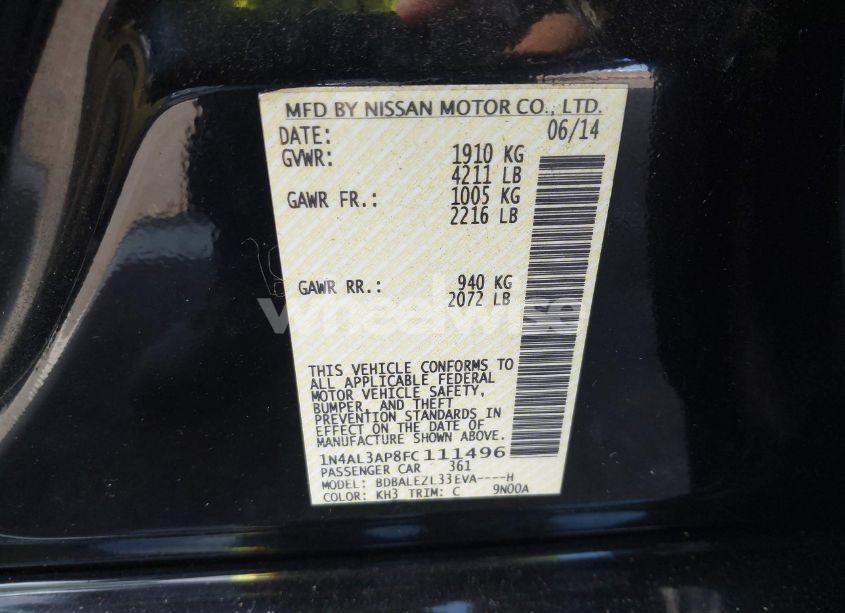 MFD BY NISSAN MOTOR CO., LTD.
DATE: 06/14
GVWR: 1910 KG
4211 LB
GAWR FR.: 1005 KG
2216 LB
GAWR RR.: 940 KG
2072 LB
wheelwise
THIS VEHICLE CONFORMS TO
ALL APPLICABLE FEDERAL
MOTOR VEHICLE SAFETY,
BUMPER, AND THEFT
PREVENTION STANDARDS IN
EFFECT ON THE DATE OF
MANUFACTURE SHOWN ABOVE.
1N4AL3AP8FC111496
PASSENGER CAR 361
MODEL: BDBALEZL33EVA----H
COLOR: KH3 TRIM: C 9N00A